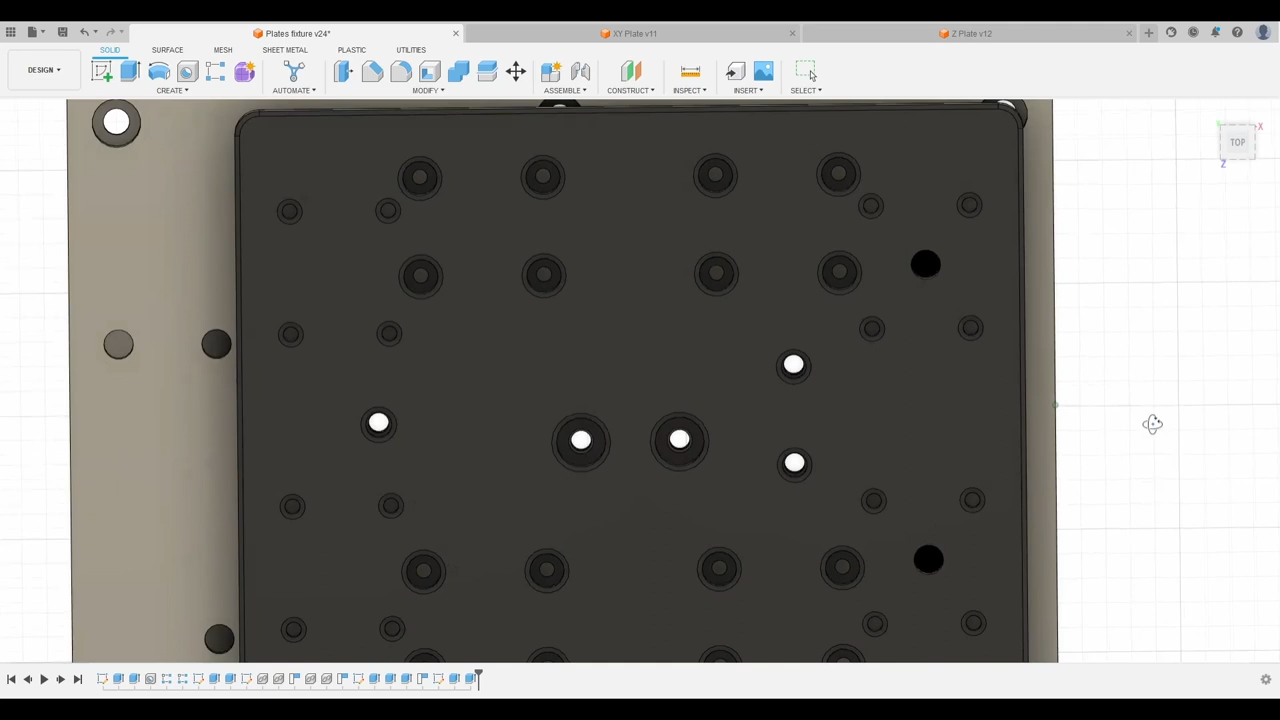 Plates fixture v24*
XY Plate v11
Z Plate v12
SOLID
SURFACE
MESH
SHEET METAL
PLASTIC
UTILITIES
DESIGN
CREATE
AUTOMATE
MODIFY
ASSEMBLE
CONSTRUCT
INSPECT
INSERT
SELECT
Y
X
TOP
Z